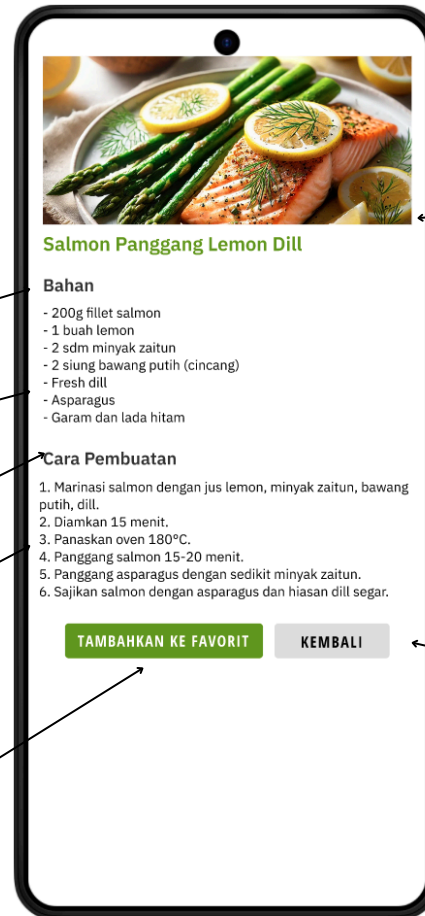 Salmon Panggang Lemon Dill
Bahan
- 200g fillet salmon
- 1 buah lemon
- 2 sdm minyak zaitun
- 2 siung bawang putih (cincang)
- Fresh dill
- Asparagus
- Garam dan lada hitam
Cara Pembuatan
1. Marinasi salmon dengan jus lemon, minyak zaitun, bawang
putih, dill.
2. Diamkan 15 menit.
3. Panaskan oven 180°C.
4. Panggang salmon 15-20 menit.
5. Panggang asparagus dengan sedikit minyak zaitun.
6. Sajikan salmon dengan asparagus dan hiasan dill segar.
TAMBAHKAN KE FAVORIT
KEMBALI